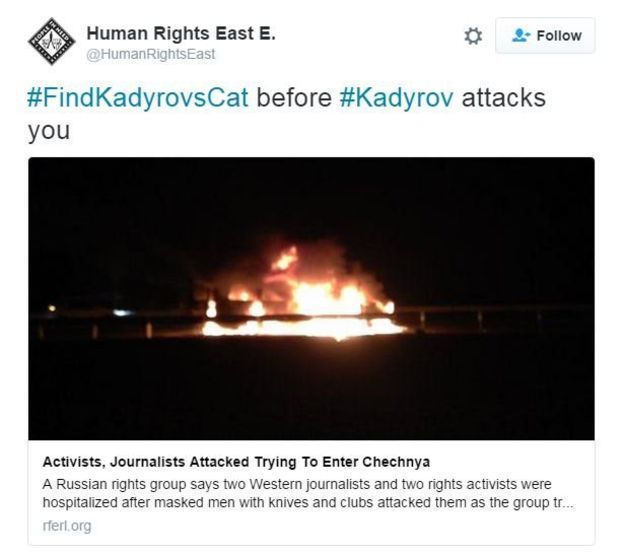 Human Rights East E.
@HumanRightsEast
Follow
#FindKadyrovsCat before #Kadyrov attacks
you
Activists, Journalists Attacked Trying To Enter Chechnya
A Russian rights group says two Western journalists and two rights activists were
hospitalized after masked men with knives and clubs attacked them as the group tr...
rferl.org